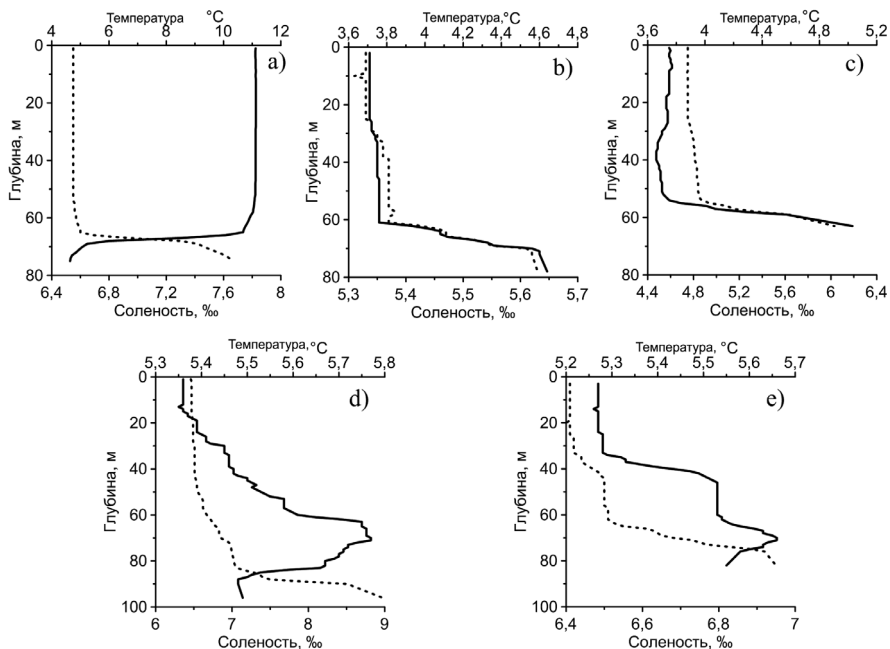 Температура °C
4 6 8 10 12
0
20
40
60
80
Глубина, м
a)
6,4 7,2 7,6 8
Соленость, ‰
Температура, °C
3,6 3,8 4 4,2 4,4 4,6 4,8
0
20
40
60
80
Глубина, м
b)
5,3 5,4 5,5 5,6 5,7
Соленость, ‰
Температура, °C
3,6 4 4,4 4,8 5,2
0
20
40
60
80
Глубина, м
c)
4,4 4,8 5,2 5,6 6 6,4
Соленость, ‰
Температура, °C
5,3 5,4 5,5 5,6 5,7 5,8
0
20
40
60
80
100
Глубина, м
d)
6 7 8 9
Соленость, ‰
Температура, °C
5,2 5,3 5,4 5,5 5,6 5,7
0
20
40
60
80
100
Глубина, м
e)
6,4 6,6 6,8 7
Соленость, ‰